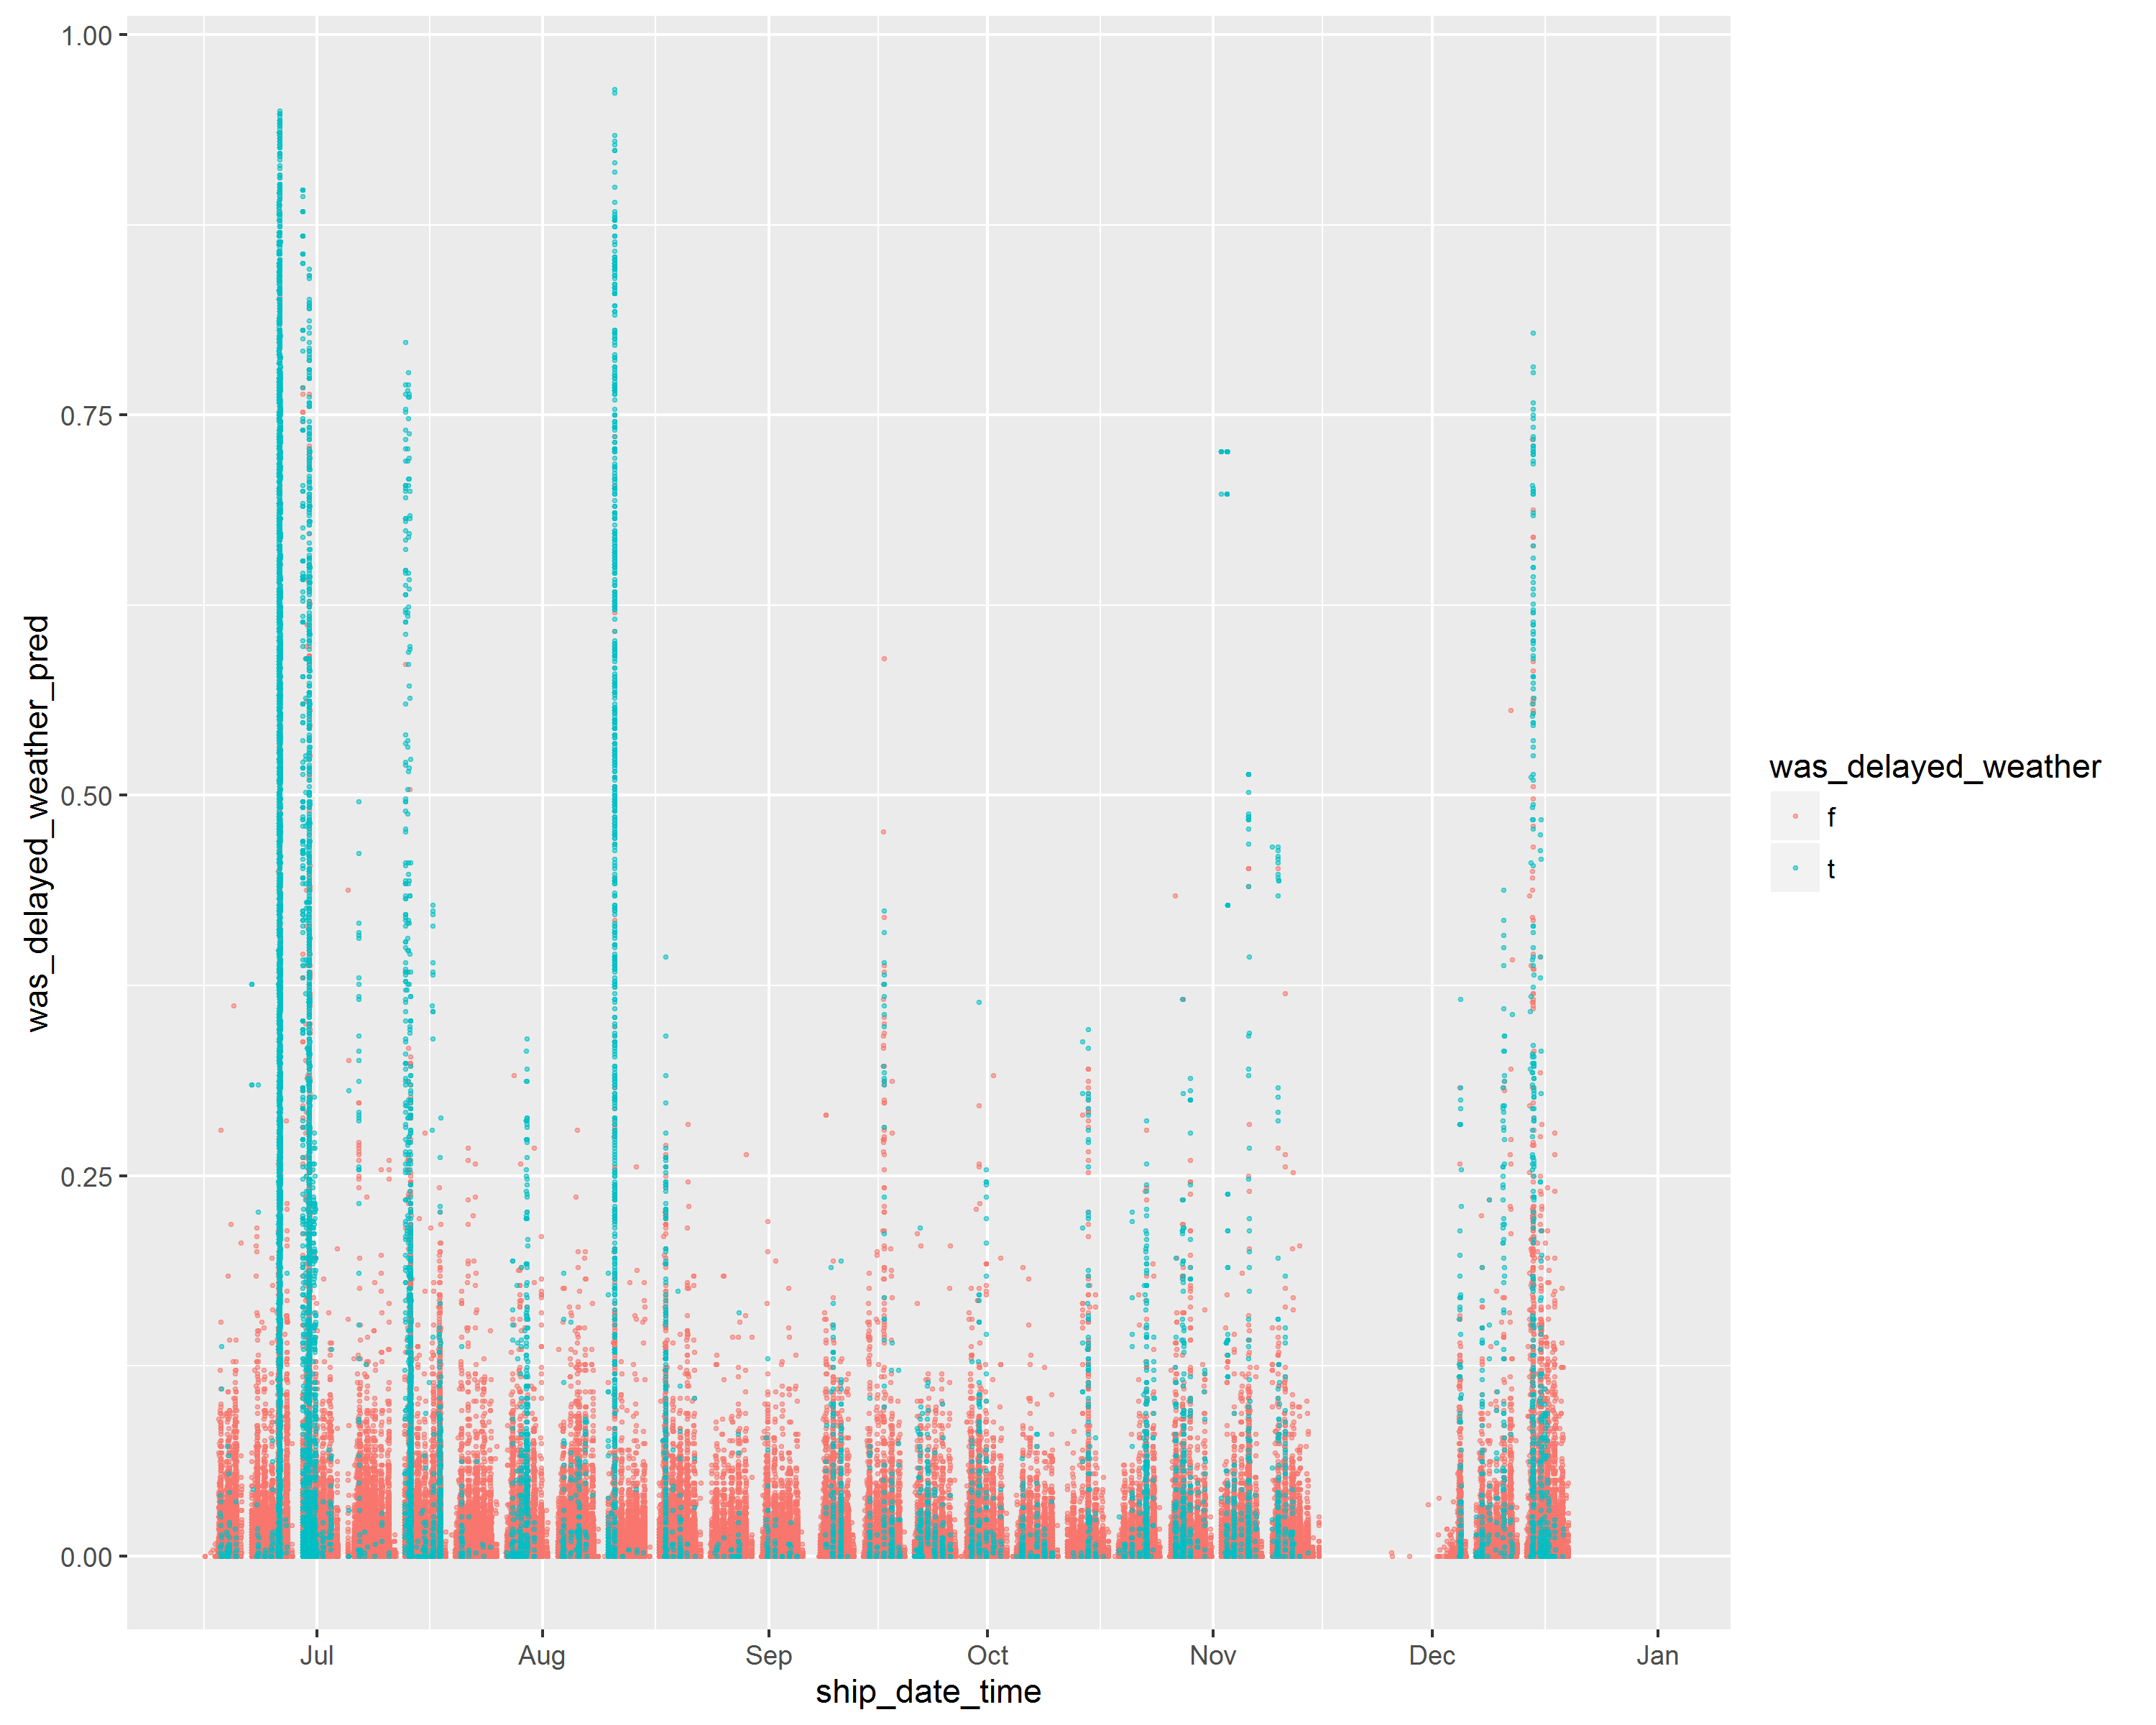 1.00
0.75
0.50
0.25
0.00
was_delayed_weather_pred
Jul
Aug
Sep
Oct
Nov
Dec
Jan
ship_date_time
was_delayed_weather
f
t